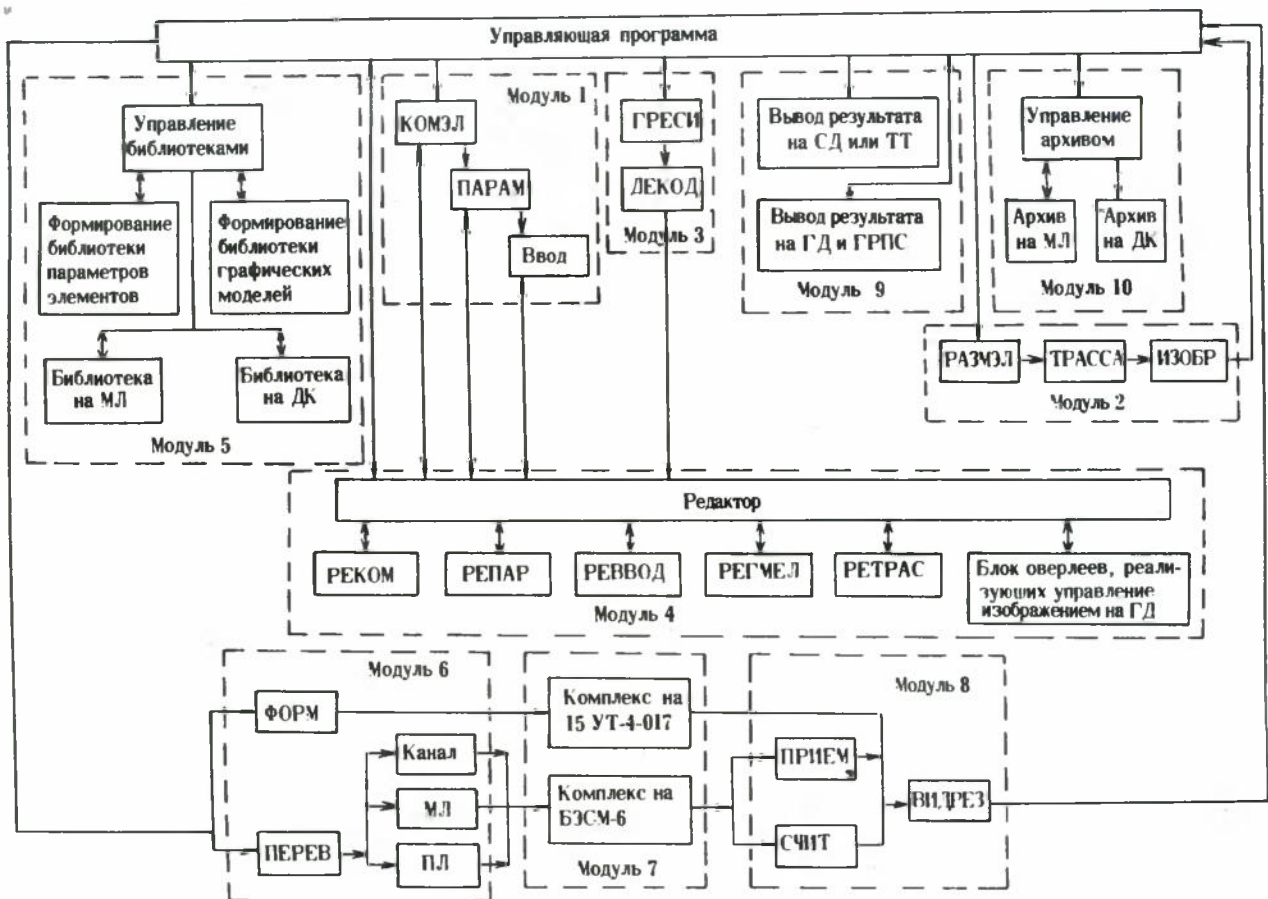 Управляющая программа
Модуль 1
Управление
библиотеками
КОМЭЛ
ГРЕСИ
Вывод результата
на СД или ТТ
Управление
архивом
ПАРАМ
ДЕКОД
Формирование
библиотеки
параметров
элементов
Формирование
библиотеки
графических
моделей
Ввод
Модуль 3
Вывод результата
на ГД и ГРПС
Архив
на МЛ
Архив
на ДК
Модуль 9
Модуль 10
Библиотека
на МЛ
Библиотека
на ДК
Модуль 5
РАЗМЭЛ
ТРАССА
ИЗОБР
Модуль 2
Редактор
РЕКОМ
РЕПАР
РЕВВОД
РЕГМЕЛ
РЕТРАС
Блок оверлеев, реали-
зующих управление
изображением на ГД
Модуль 4
Модуль 6
Модуль 8
ФОРМ
Комплекс на
15 УТ-4-017
Канал
ПРИЕМ
МЛ
Комплекс на
БЭСМ-6
ВИДРЕЗ
ПЕРЕВ
ПЛ
СЧИТ
Модуль 7